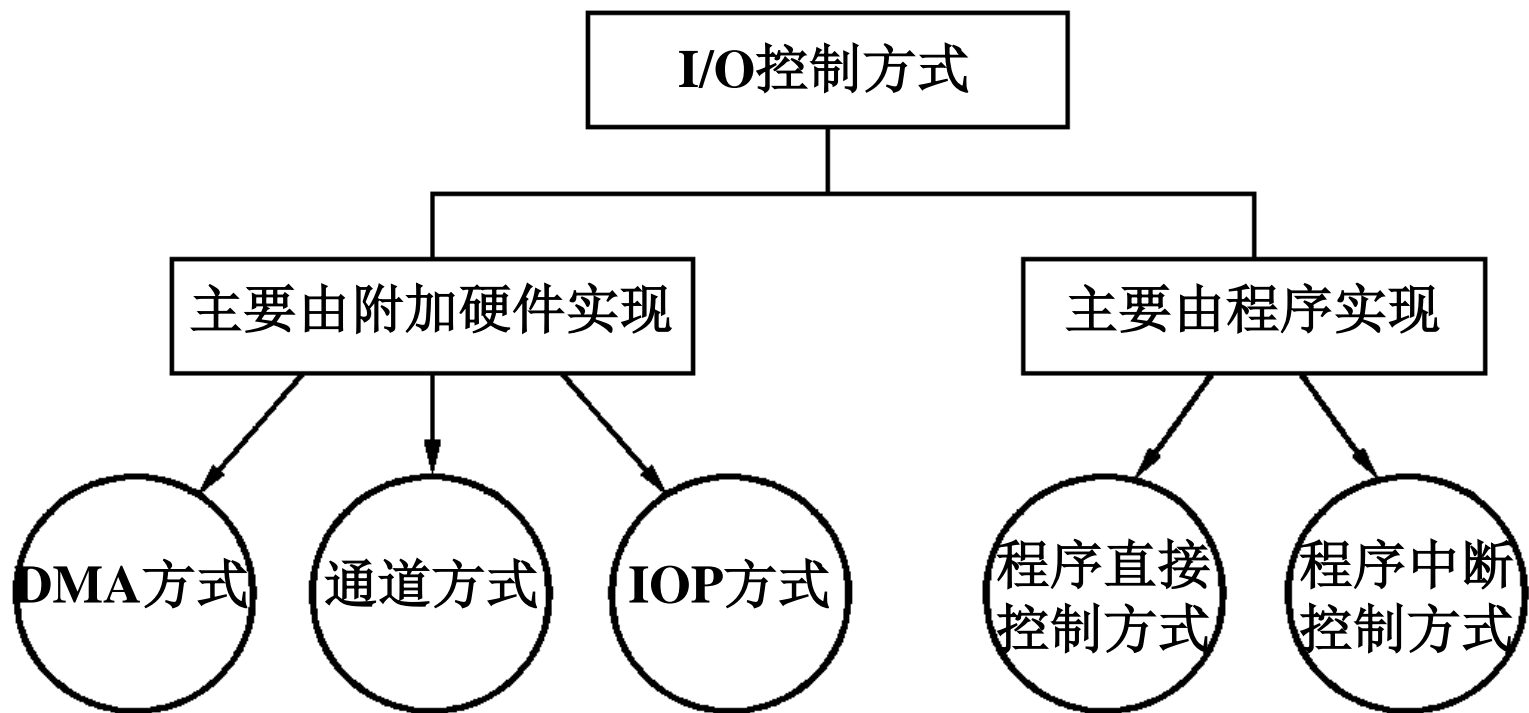 I/O控制方式
主要由附加硬件实现
主要由程序实现
DMA方式
通道方式
IOP方式
程序直接
控制方式
程序中断
控制方式